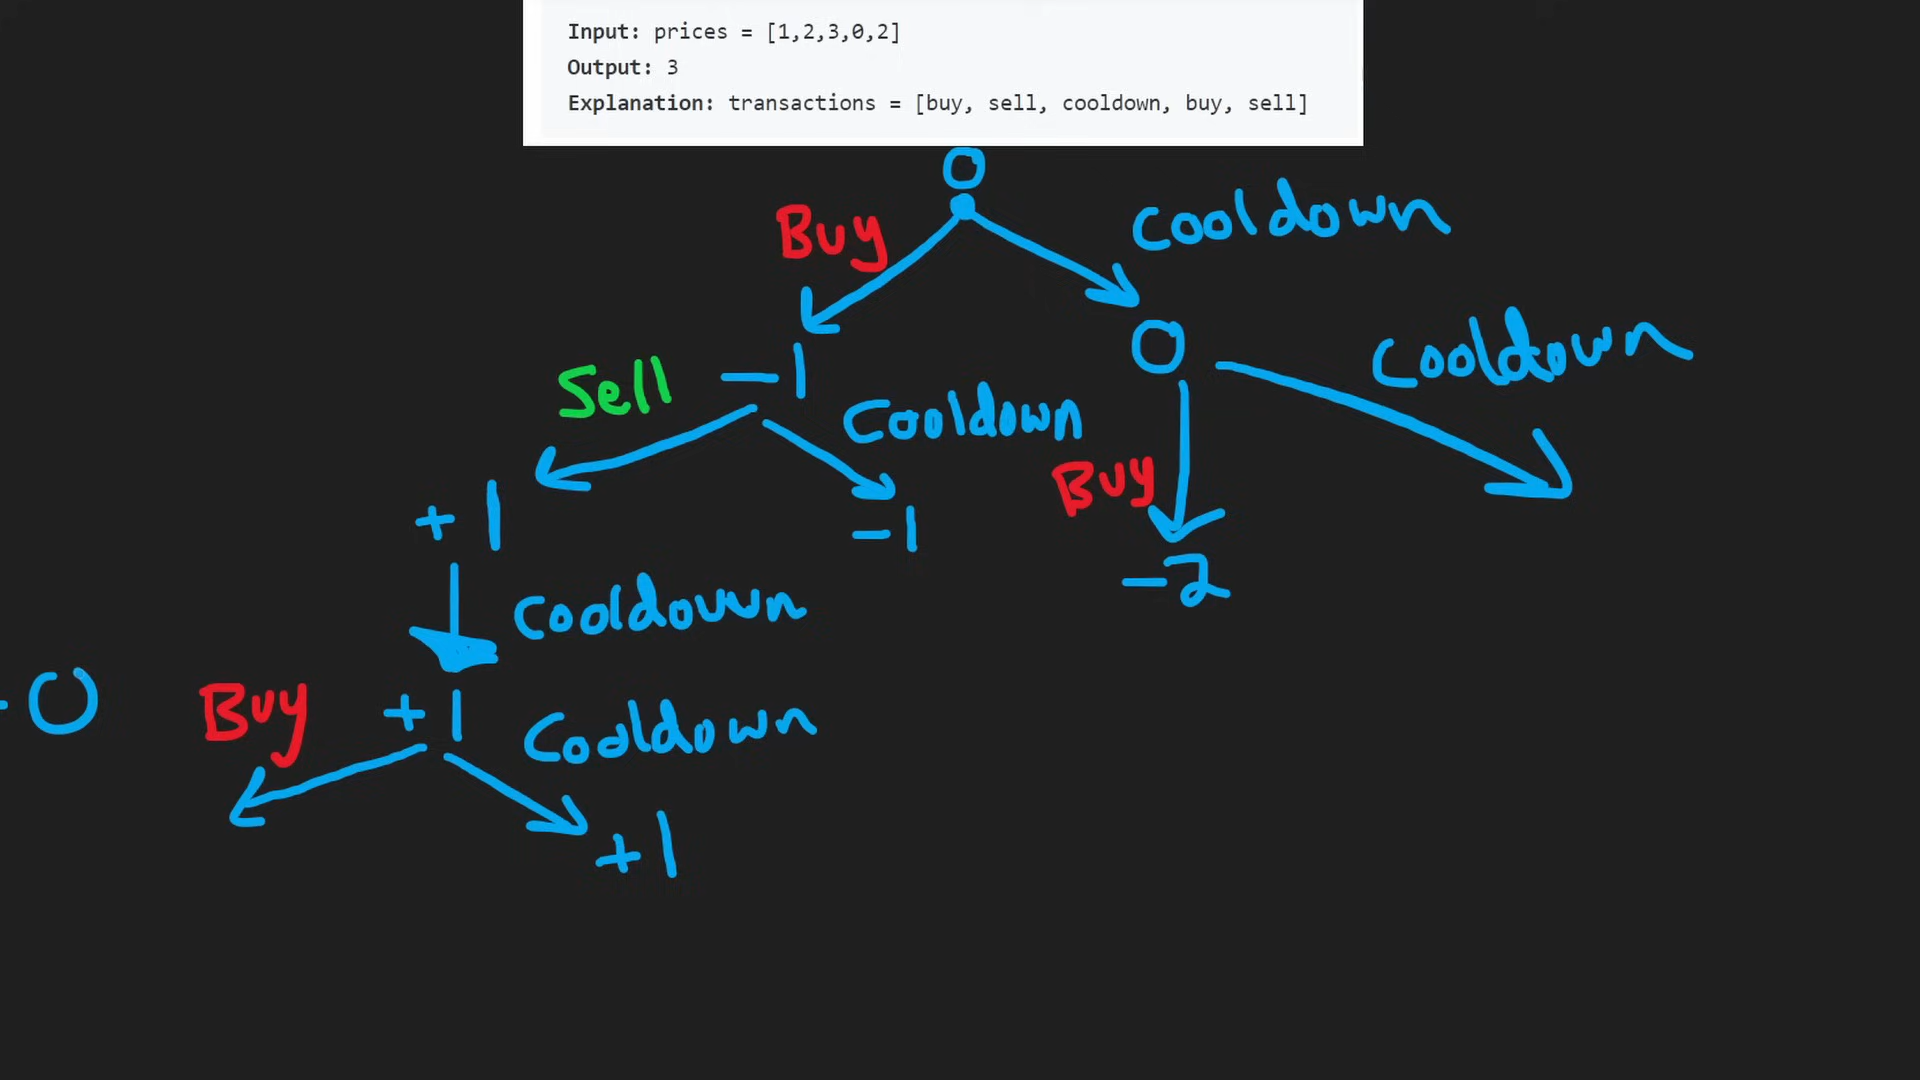 Input: prices = [1,2,3,0,2]
Output: 3
Explanation: transactions = [buy, sell, cooldown, buy, sell]
0
Buy
Cooldown
-1
0
Sell
Cooldown
Buy
Cooldown
+1
-1
-2
Cooldown
- 0
Buy
+1
Cooldown
+1